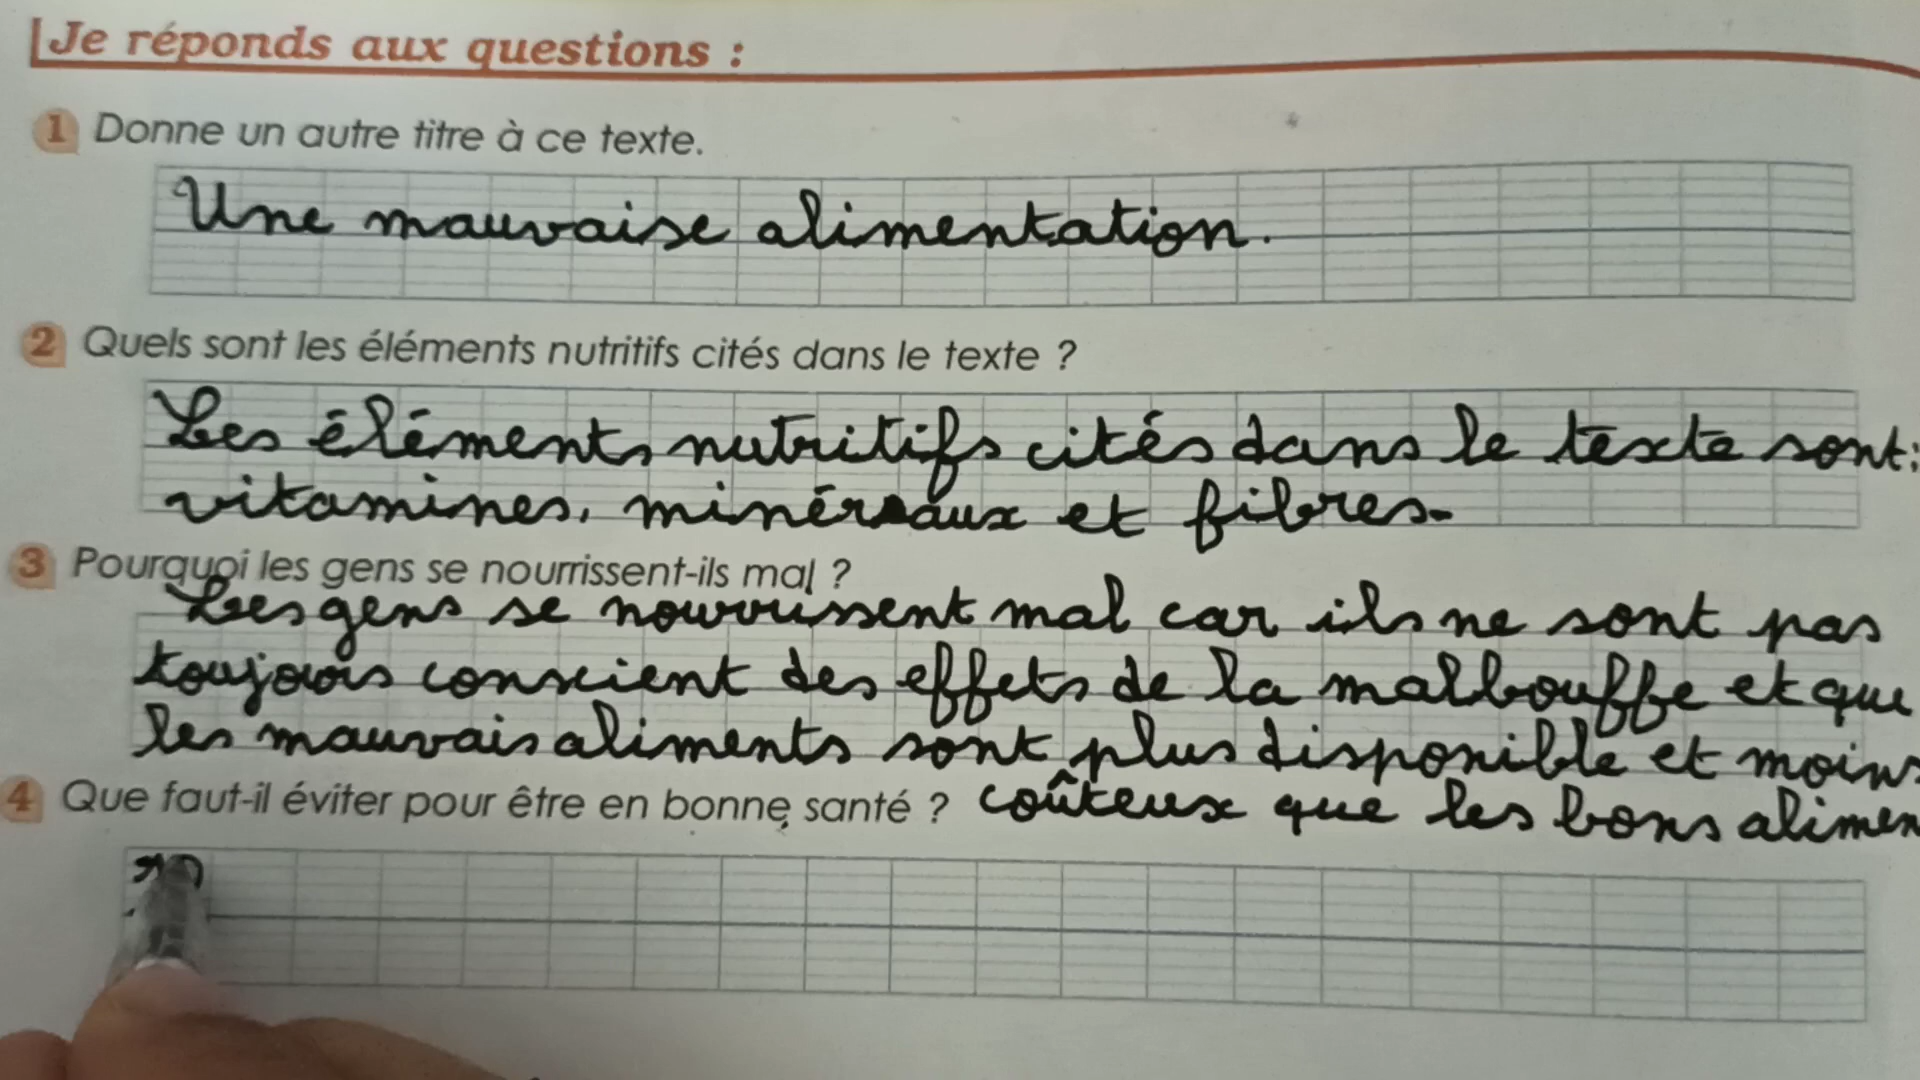 Je réponds aux questions :
1 Donne un autre titre à ce texte.
Une mauvaise alimentation.
2 Quels sont les éléments nutritifs cités dans le texte ?
Les éléments nutritifs cités dans le texte sont:
vitamines, minéraux et fibres.
3 Pourquoi les gens se nourrissent-ils mal ?
Les gens se nourrissent mal car ils ne sont pas
toujours conscient des effets de la malbouffe et que
les mauvais aliments sont plus disponible et moins
4 Que faut-il éviter pour être en bonne santé ?
coûteux que les bons alimen